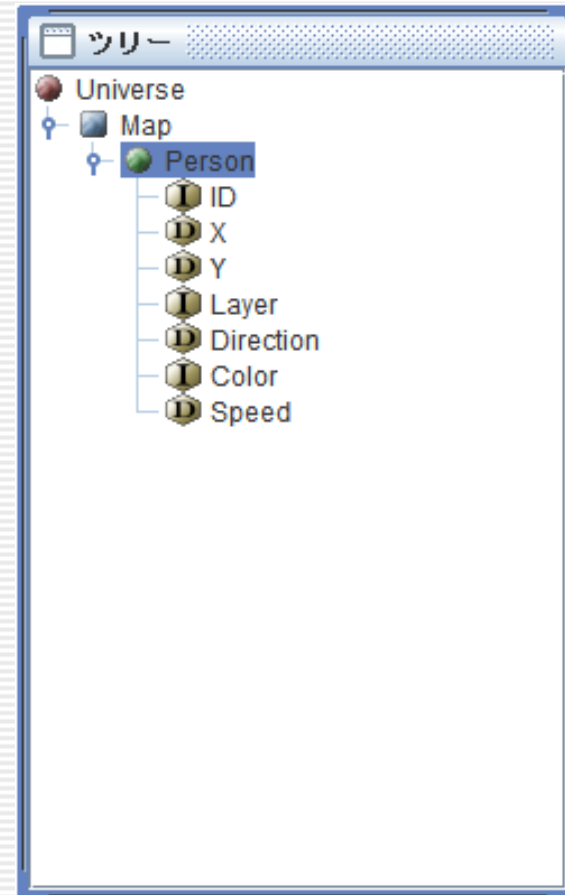 ツリー
Universe
Map
Person
I ID
D X
D Y
I Layer
D Direction
I Color
D Speed